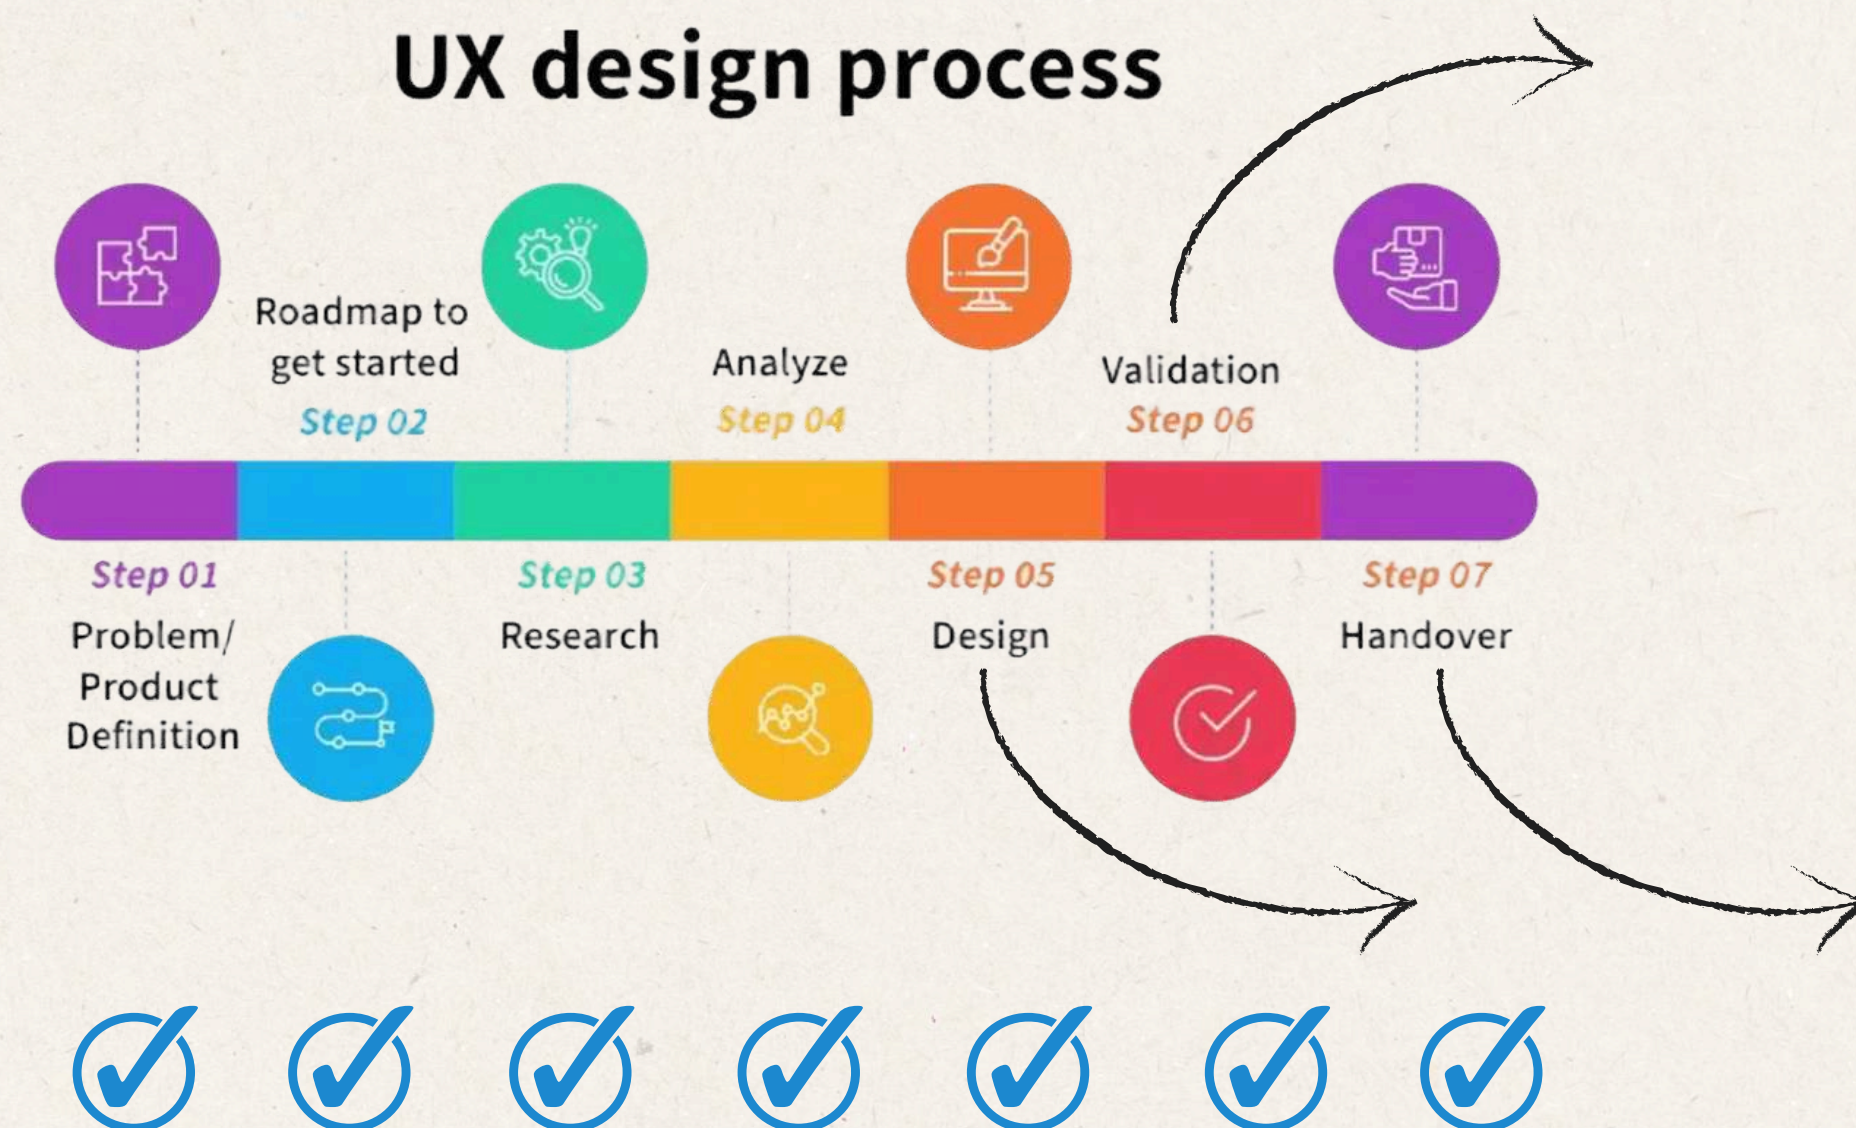 UX design process
Roadmap to
get started
Step 02
Analyze
Step 04
Validation
Step 06
Step 01
Problem/
Product
Definition
Step 03
Research
Step 05
Design
Step 07
Handover